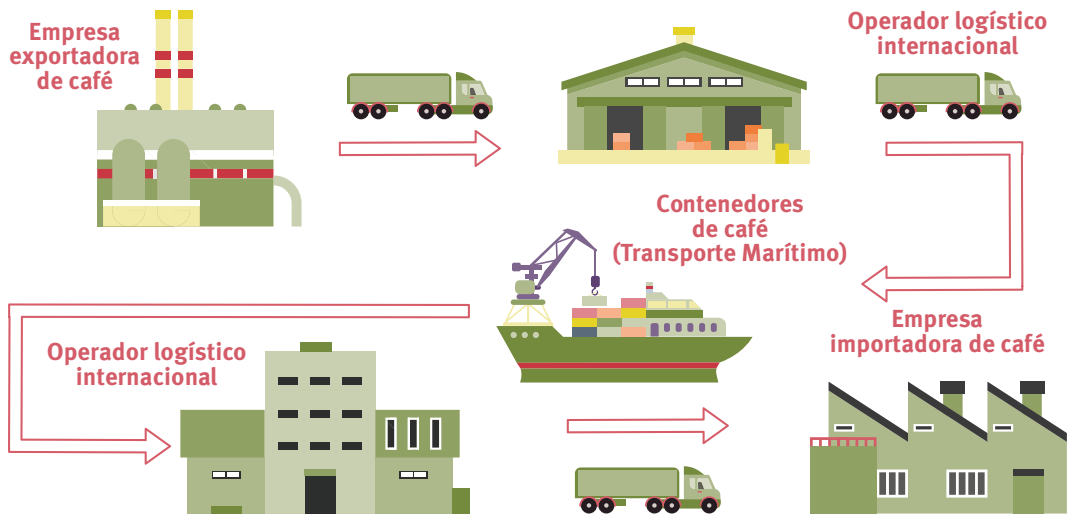 Empresa
exportadora
de café
Operador logístico
internacional
Contenedores
de café
(Transporte Marítimo)
Operador logístico
internacional
Empresa
importadora de café